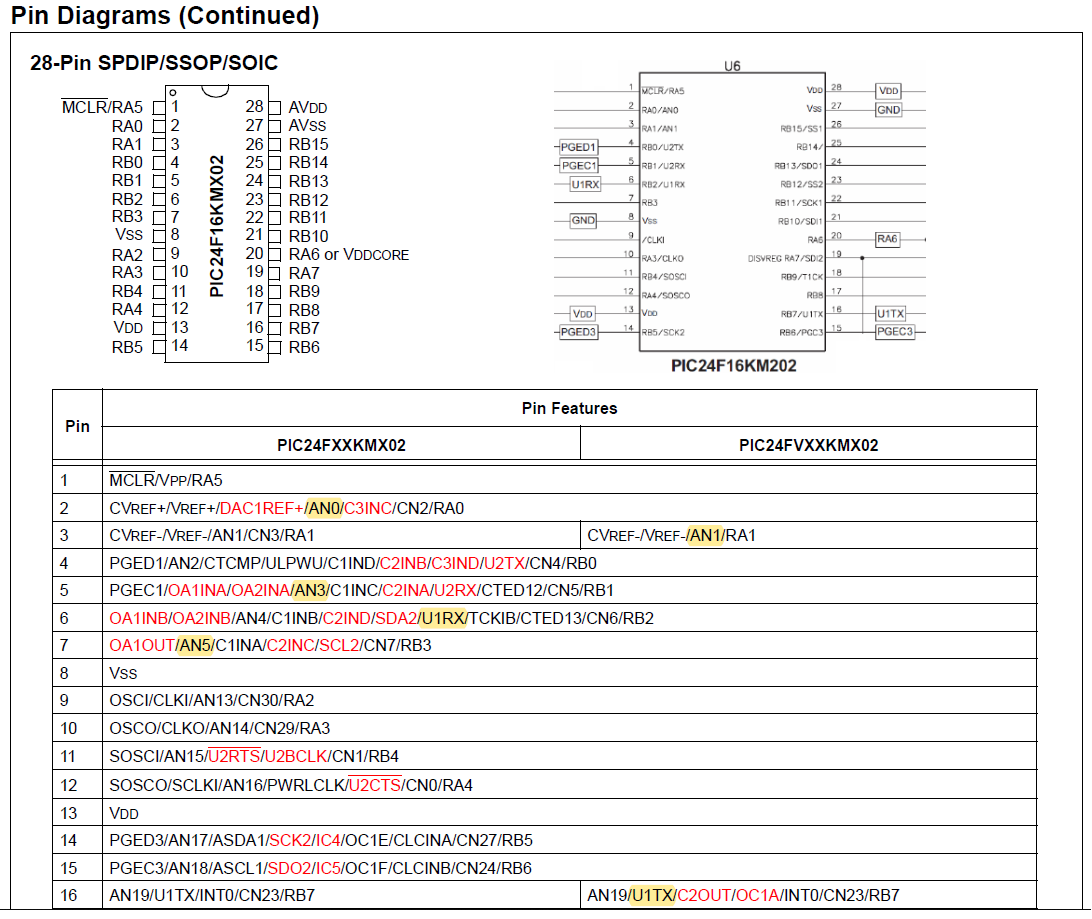 Pin Diagrams (Continued)
28-Pin SPDIP/SSOP/SOIC
MCLR/RA5 1 28 AVDD
RA0 2 27 AVSS
RA1 3 26 RB15
RB0 4 25 RB14
RB1 5 24 RB13
RB2 6 23 RB12
RB3 7 22 RB11
VSS 8 21 RB10
RA2 9 20 RA6 or VDDCORE
RA3 10 19 RA7
RB4 11 18 RB9
RA4 12 17 RB8
VDD 13 16 RB7
RB5 14 15 RB6
PIC24F16KMX02
U6
1 MCLR/RA5 VDD 28 VDD
2 RA0/AN0 VSS 27 GND
3 RA1/AN1 RB15/SS1 26
PGED1 4 RB0/U2TX RB14/ 25
PGEC1 5 RB1/U2RX RB13/SDO1 24
U1RX 6 RB2/U1RX RB12/SS2 23
7 RB3 RB11/SCK1 22
GND 8 VSS RB10/SDI1 21
9 /CLKI RA6 20 RA6
10 RA3/CLKO DISVREG RA7/SDI2 19
11 RB4/SOSCI RB9/T1CK 18
12 RA4/SOSCO RB8 17
VDD 13 VDD RB7/U1TX 16 U1TX
PGED3 14 RB5/SCK2 RB6/PGC3 15 PGEC3
PIC24F16KM202
Pin Pin Features
PIC24FXXKMX02 PIC24FVXXKMX02
1 MCLR/VPP/RA5
2 CVREF+/VREF+/DAC1REF+/AN0/C3INC/CN2/RA0
3 CVREF-/VREF-/AN1/CN3/RA1 CVREF-/VREF-/AN1/RA1
4 PGED1/AN2/CTCMP/ULPWU/C1IND/C2INB/C3IND/U2TX/CN4/RB0
5 PGEC1/OA1INA/OA2INA/AN3/C1INC/C2INA/U2RX/CTED12/CN5/RB1
6 OA1INB/OA2INB/AN4/C1INB/C2IND/SDA2/U1RX/TCKIB/CTED13/CN6/RB2
7 OA1OUT/AN5/C1INA/C2INC/SCL2/CN7/RB3
8 VSS
9 OSCI/CLKI/AN13/CN30/RA2
10 OSCO/CLKO/AN14/CN29/RA3
11 SOSCI/AN15/U2RTS/U2BCLK/CN1/RB4
12 SOSCO/SCLKI/AN16/PWRLCLK/U2CTS/CN0/RA4
13 VDD
14 PGED3/AN17/ASDA1/SCK2/IC4/OC1E/CLCINA/CN27/RB5
15 PGEC3/AN18/ASCL1/SDO2/IC5/OC1F/CLCINB/CN24/RB6
16 AN19/U1TX/INT0/CN23/RB7 AN19/U1TX/C2OUT/OC1A/INT0/CN23/RB7